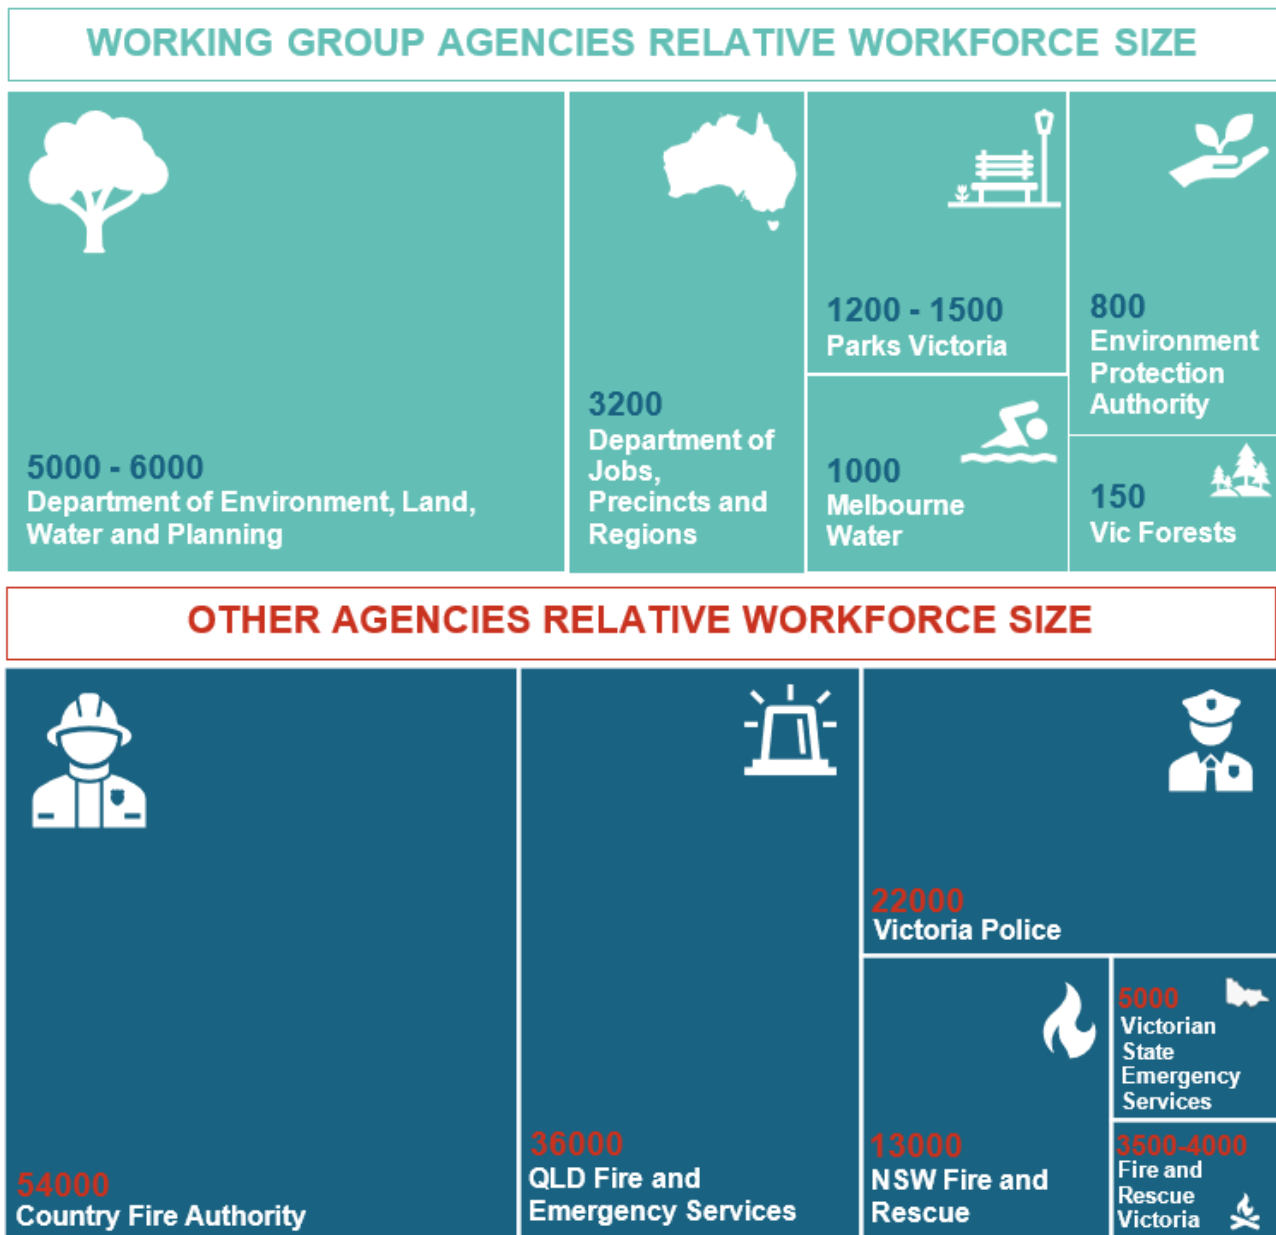 WORKING GROUP AGENCIES RELATIVE WORKFORCE SIZE
5000 - 6000
Department of Environment, Land,
Water and Planning
3200
Department of
Jobs,
Precincts and
Regions
1200 - 1500
Parks Victoria
1000
Melbourne
Water
800
Environment
Protection
Authority
150
Vic Forests
OTHER AGENCIES RELATIVE WORKFORCE SIZE
54000
Country Fire Authority
36000
QLD Fire and
Emergency Services
22000
Victoria Police
13000
NSW Fire and
Rescue
5000
Victorian
State
Emergency
Services
3500-4000
Fire and
Rescue
Victoria